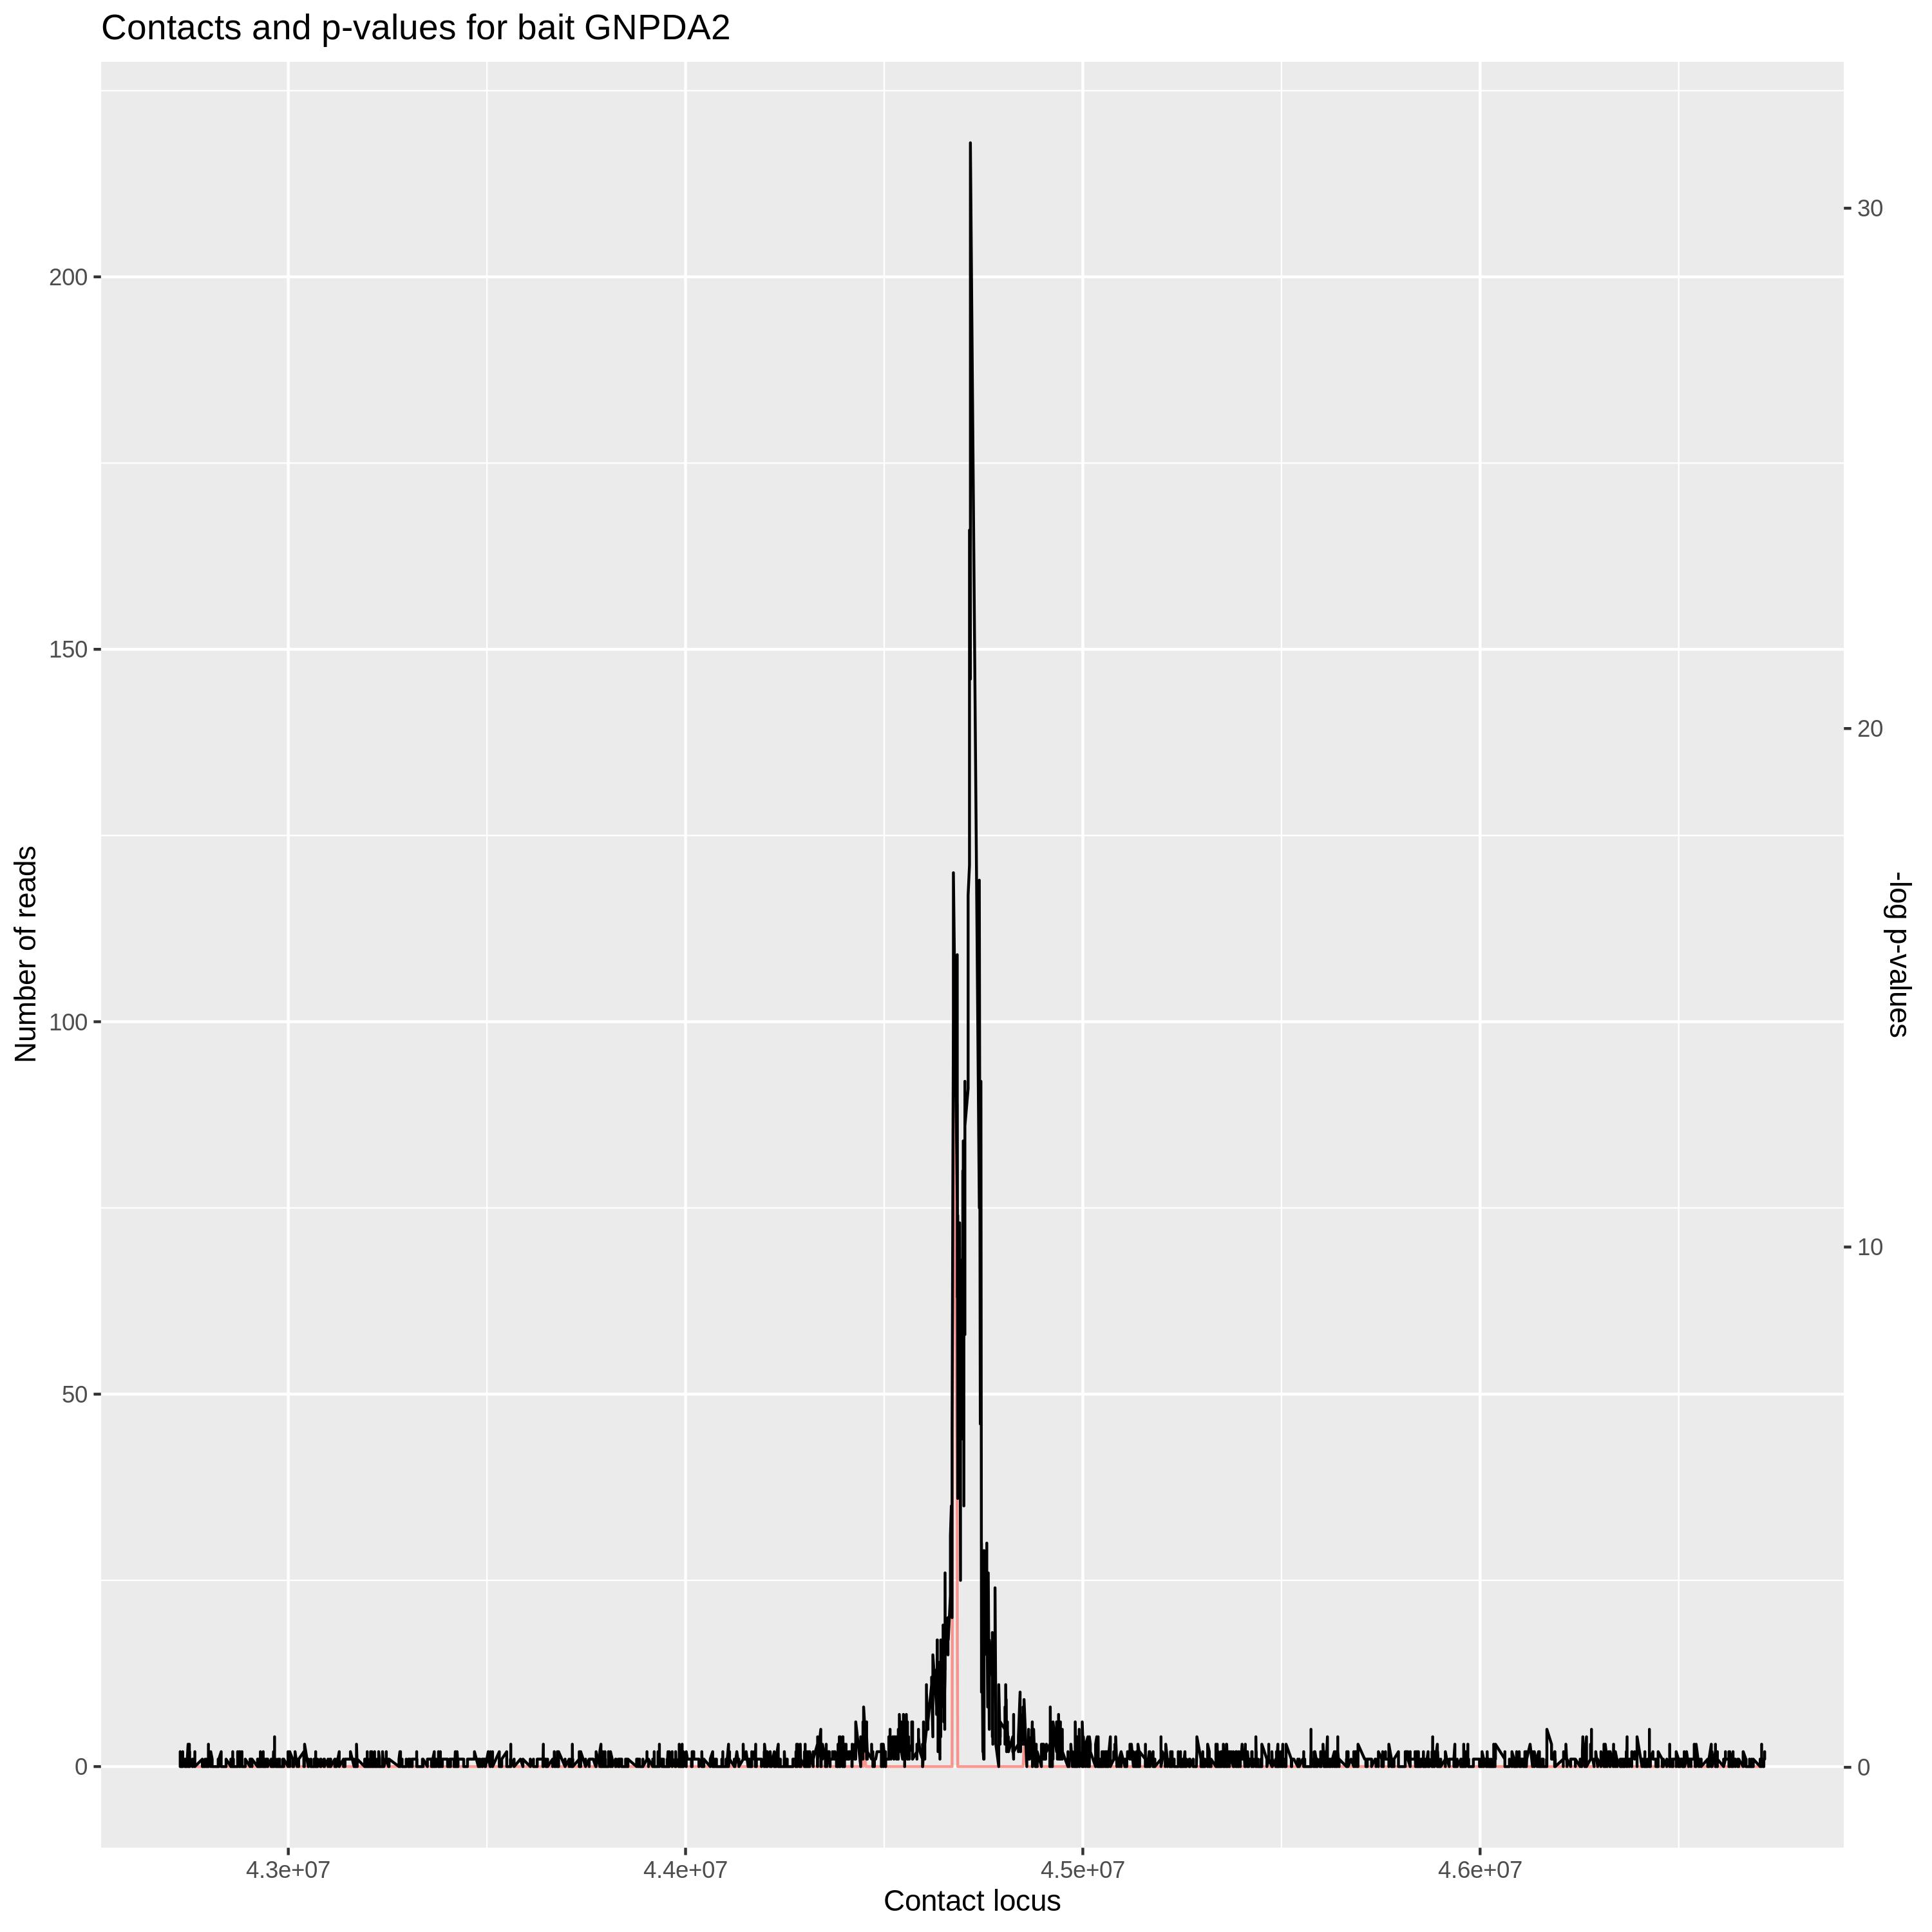 Contacts and p-values for bait GNPDA2
200
150
100
50
0
30
20
10
0
Number of reads
-log p-values
4.3e+07
4.4e+07
4.5e+07
4.6e+07
Contact locus